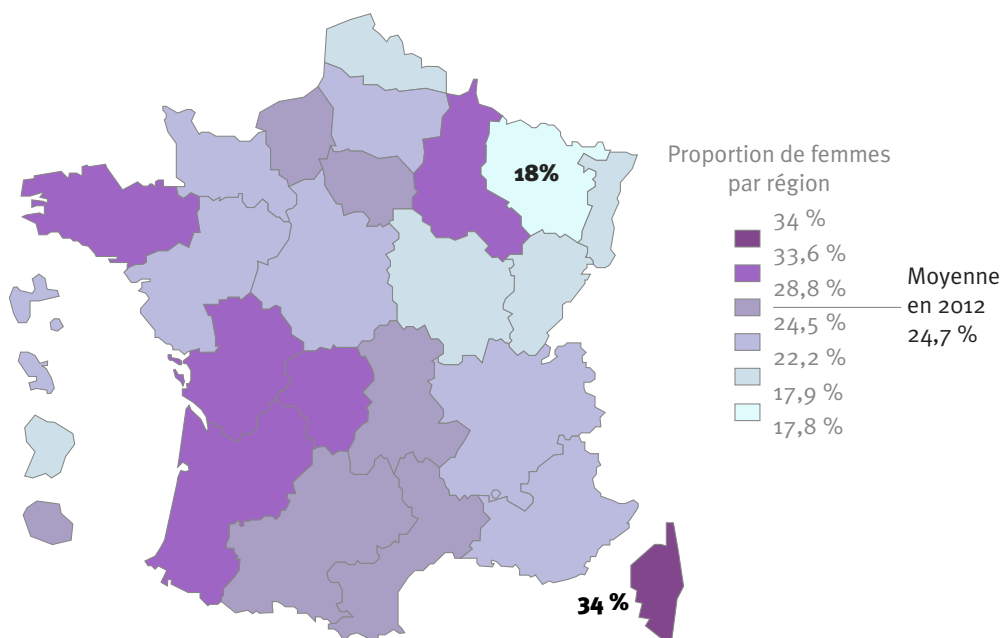 18%
Proportion de femmes
par région
34 %
33,6 %
28,8 %
24,5 %
22,2 %
17,9 %
17,8 %
Moyenne
en 2012
24,7 %
34 %